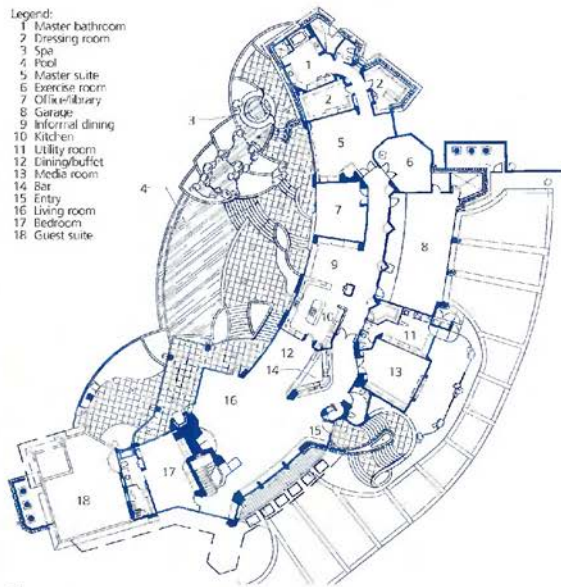 Legend:
1 Master bathroom
2 Dressing room
3 Spa
4 Pool
5 Master suite
6 Exercise room
7 Office/library
8 Garage
9 Informal dining
10 Kitchen
11 Utility room
12 Dining/buffet
13 Media room
14 Bar
15 Entry
16 Living room
17 Bedroom
18 Guest suite
1
2
2
3
5
6
4
7
8
9
10
11
12
13
14
16
15
17
18